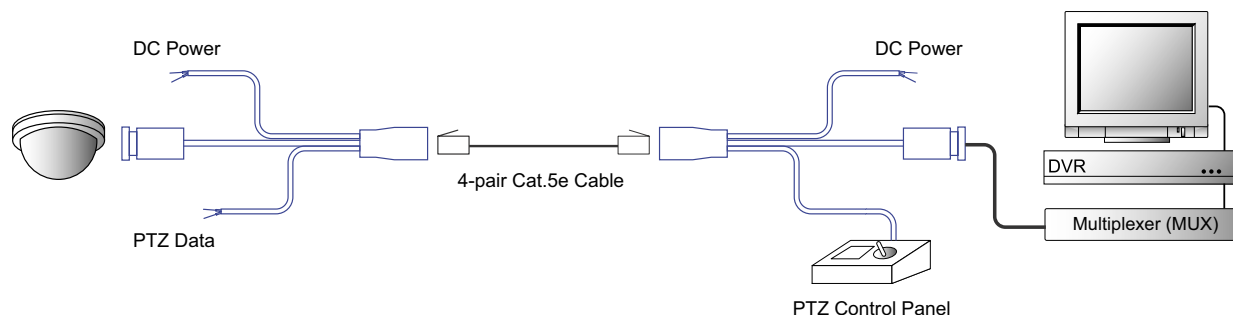 DC Power
DC Power
4-pair Cat.5e Cable
DVR
PTZ Data
Multiplexer (MUX)
PTZ Control Panel